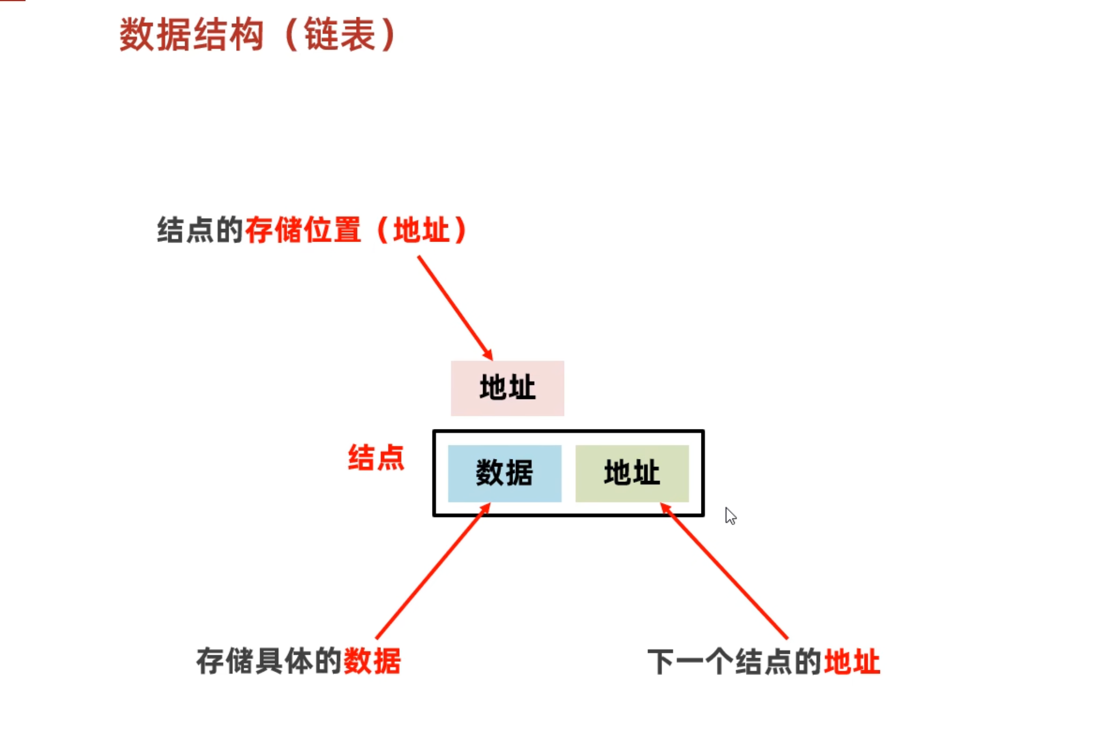 数据结构（链表）
结点的存储位置（地址）
地址
结点
数据
地址
存储具体的数据
下一个结点的地址